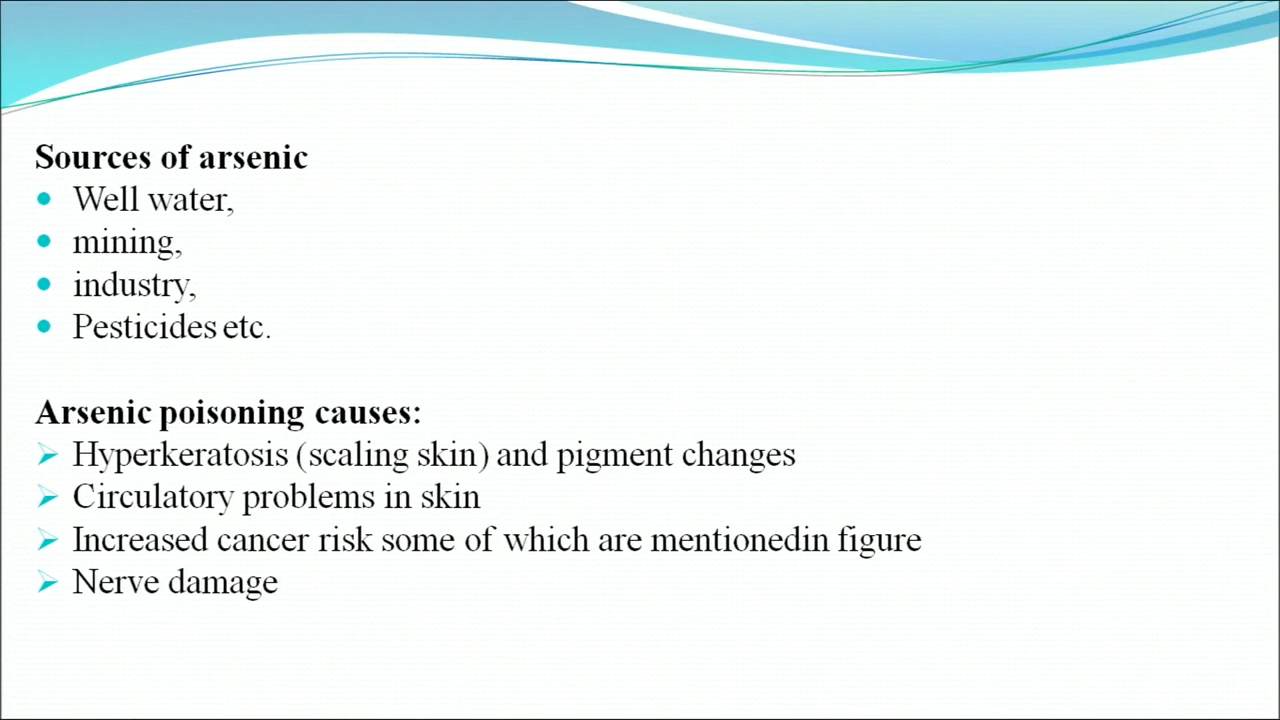 Sources of arsenic
Well water,
mining,
industry,
Pesticides etc.
Arsenic poisoning causes:
Hyperkeratosis (scaling skin) and pigment changes
Circulatory problems in skin
Increased cancer risk some of which are mentionedin figure
Nerve damage